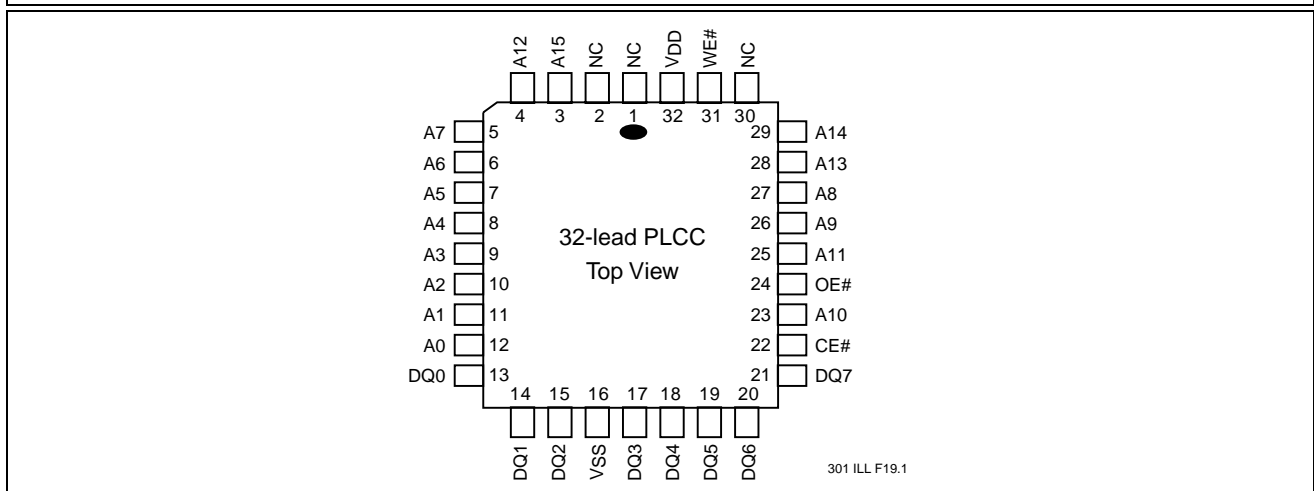 A12 A15 NC NC VDD WE# NC
4 3 2 1 32 31 30
A7 5 29 A14
A6 6 28 A13
A5 7 27 A8
A4 8 26 A9
32-lead PLCC
A3 9 25 A11
Top View
A2 10 24 OE#
A1 11 23 A10
A0 12 22 CE#
DQ0 13 21 DQ7
14 15 16 17 18 19 20
DQ1 DQ2 VSS DQ3 DQ4 DQ5 DQ6
301 ILL F19.1